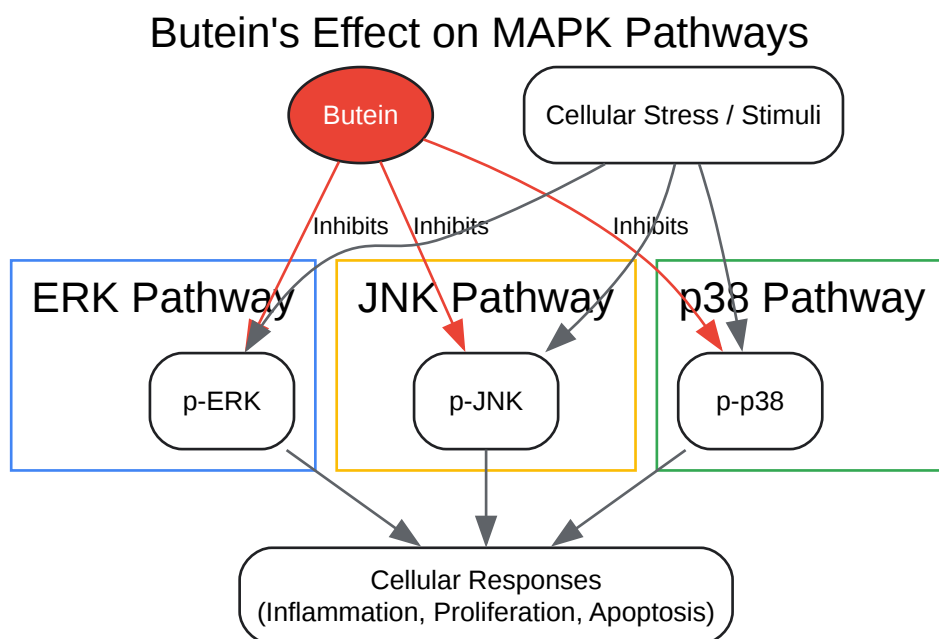 Butein's Effect on MAPK Pathways
Butein
Cellular Stress / Stimuli
Inhibits
Inhibits
Inhibits
ERK Pathway
JNK Pathway
p38 Pathway
p-ERK
p-JNK
p-p38
Cellular Responses
(Inflammation, Proliferation, Apoptosis)